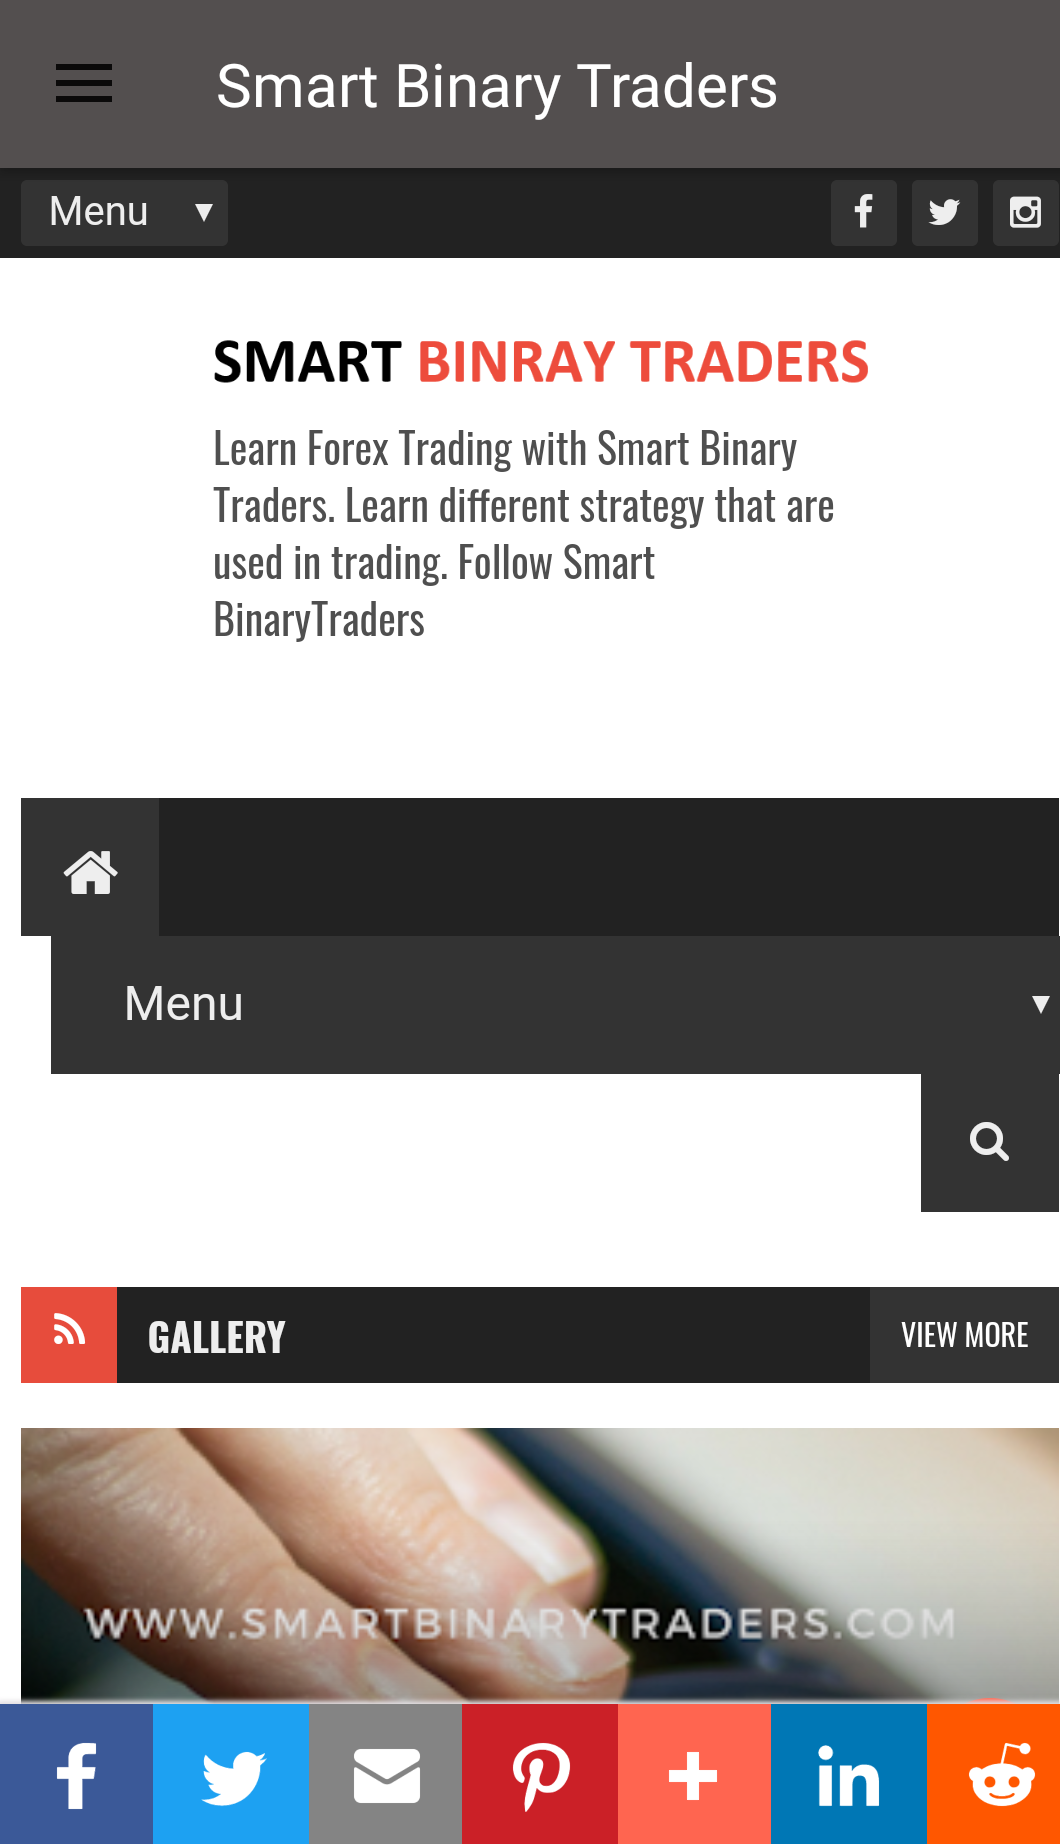 Smart Binary Traders
Menu ▼
SMART BINRAY TRADERS
Learn Forex Trading with Smart Binary
Traders. Learn different strategy that are
used in trading. Follow Smart
BinaryTraders
Menu ▼
GALLERY
VIEW MORE
WWW.SMARTBINARYTRADERS.COM